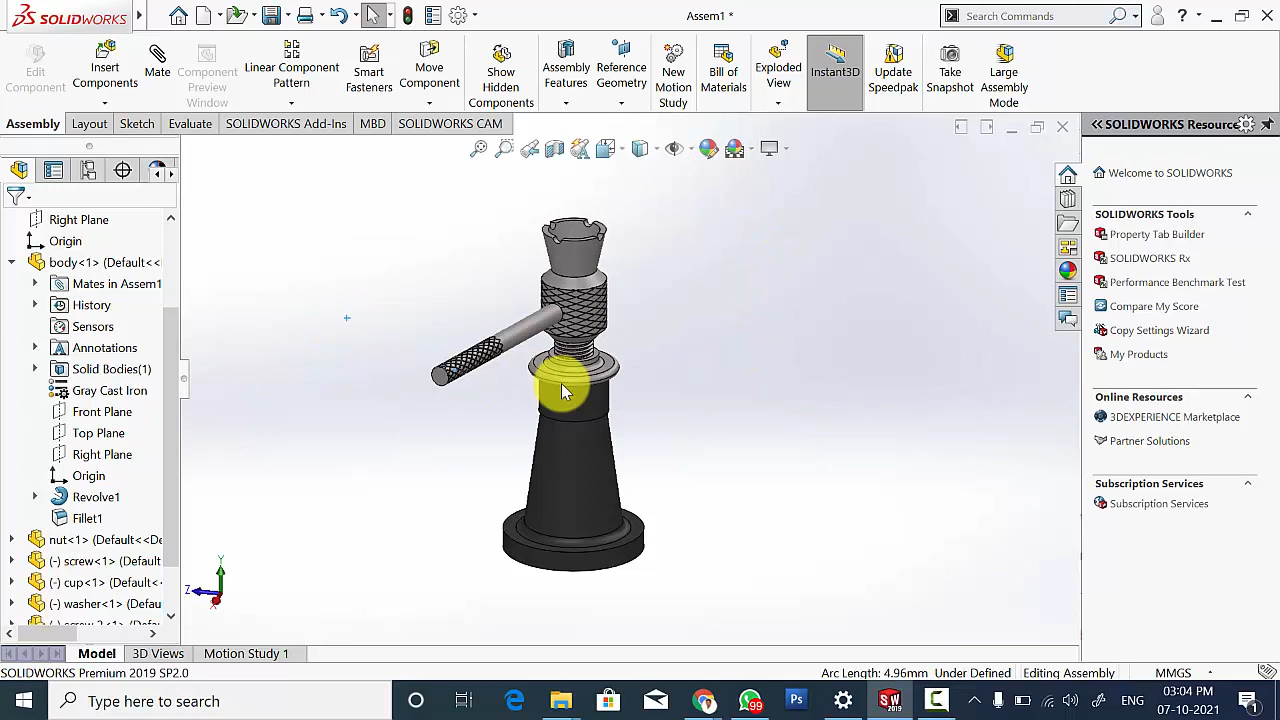 SOLIDWORKS
Assem1 *
Search Commands
Edit Component
Insert Components
Mate
Component Preview Window
Linear Component Pattern
Smart Fasteners
Move Component
Show Hidden Components
Assembly Features
Reference Geometry
New Motion Study
Bill of Materials
Exploded View
Instant3D
Update Speedpak
Take Snapshot
Large Assembly Mode
Assembly
Layout
Sketch
Evaluate
SOLIDWORKS Add-Ins
MBD
SOLIDWORKS CAM
Right Plane
Origin
body<1> (Default<<
Mates in Assem1
History
Sensors
Annotations
Solid Bodies(1)
Gray Cast Iron
Front Plane
Top Plane
Right Plane
Origin
Revolve1
Fillet1
nut<1> (Default<<De
(-) screw<1> (Default
(-) cup<1> (Default<
(-) washer<1> (Defau
Y
Z
X
SOLIDWORKS Resource
Welcome to SOLIDWORKS
SOLIDWORKS Tools
Property Tab Builder
SOLIDWORKS Rx
Performance Benchmark Test
Compare My Score
Copy Settings Wizard
My Products
Online Resources
3DEXPERIENCE Marketplace
Partner Solutions
Subscription Services
Subscription Services
Model
3D Views
Motion Study 1
SOLIDWORKS Premium 2019 SP2.0
Arc Length: 4.96mm
Under Defined
Editing Assembly
MMGS
Type here to search
99
Ps
SW
2019
ENG
03:04 PM
07-10-2021
1